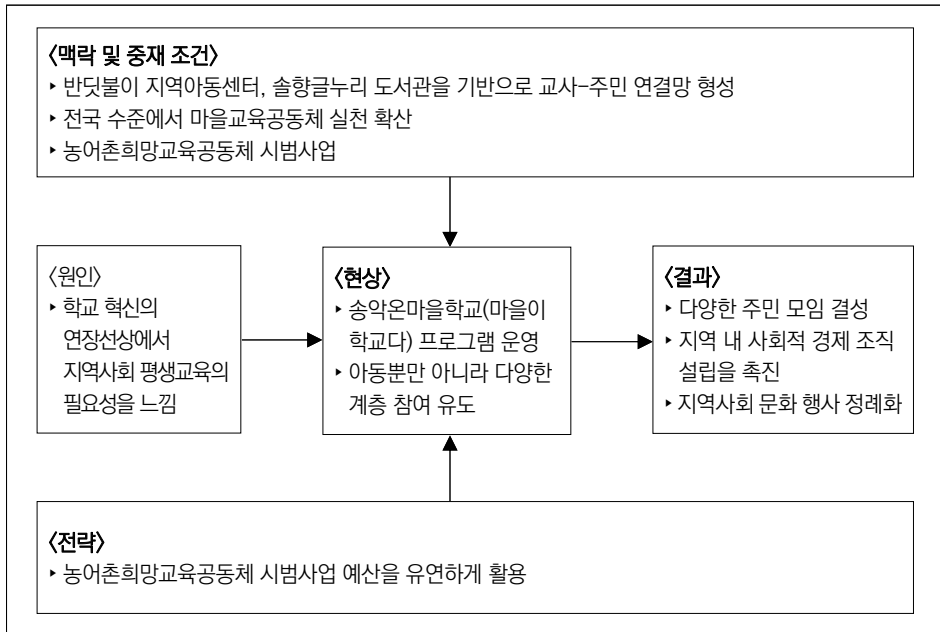 〈맥락 및 중재 조건〉
▸ 반딧불이 지역아동센터, 솔향글누리 도서관을 기반으로 교사-주민 연결망 형성
▸ 전국 수준에서 마을교육공동체 실천 확산
▸ 농어촌희망교육공동체 시범사업
〈원인〉
▸ 학교 혁신의
연장선상에서
지역사회 평생교육의
필요성을 느낌
〈현상〉
▸ 송악온마을학교(마을이
학교다) 프로그램 운영
▸ 아동뿐만 아니라 다양한
계층 참여 유도
〈결과〉
▸ 다양한 주민 모임 결성
▸ 지역 내 사회적 경제 조직
설립을 촉진
▸ 지역사회 문화 행사 정례화
〈전략〉
▸ 농어촌희망교육공동체 시범사업 예산을 유연하게 활용